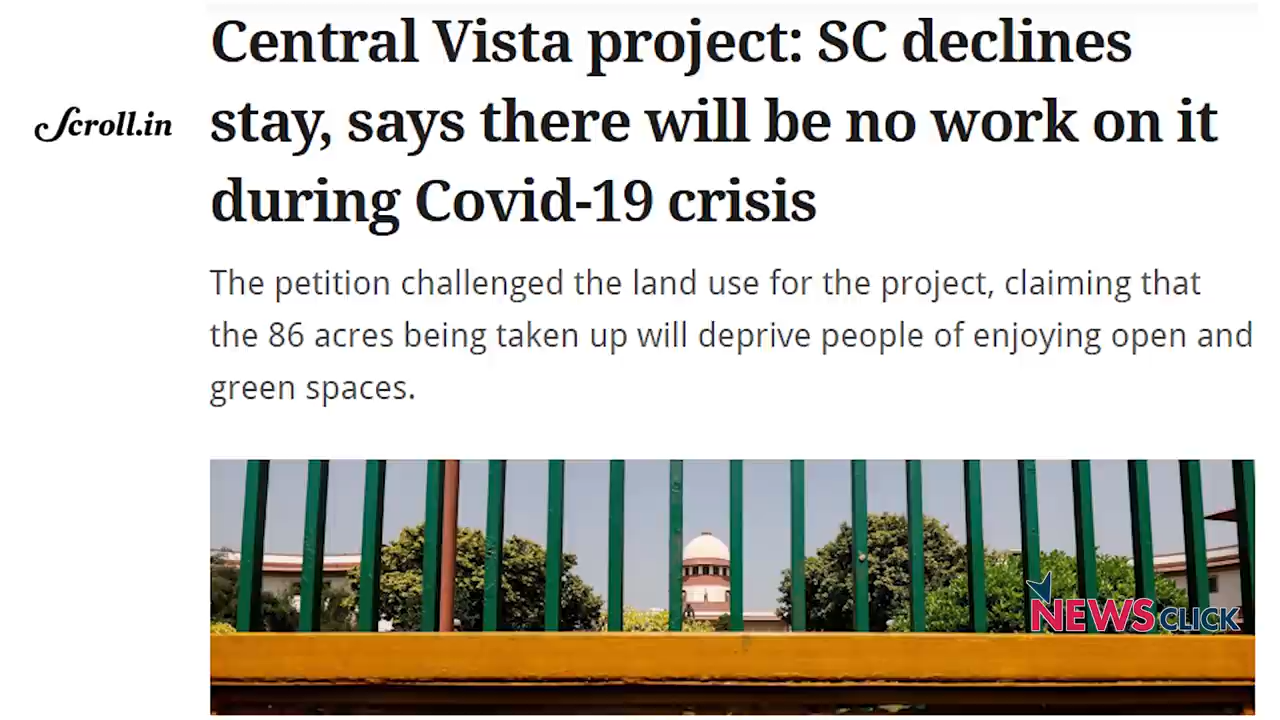 Central Vista project: SC declines
Scroll.in
stay, says there will be no work on it
during Covid-19 crisis
The petition challenged the land use for the project, claiming that
the 86 acres being taken up will deprive people of enjoying open and
green spaces.
NEWSCLICK